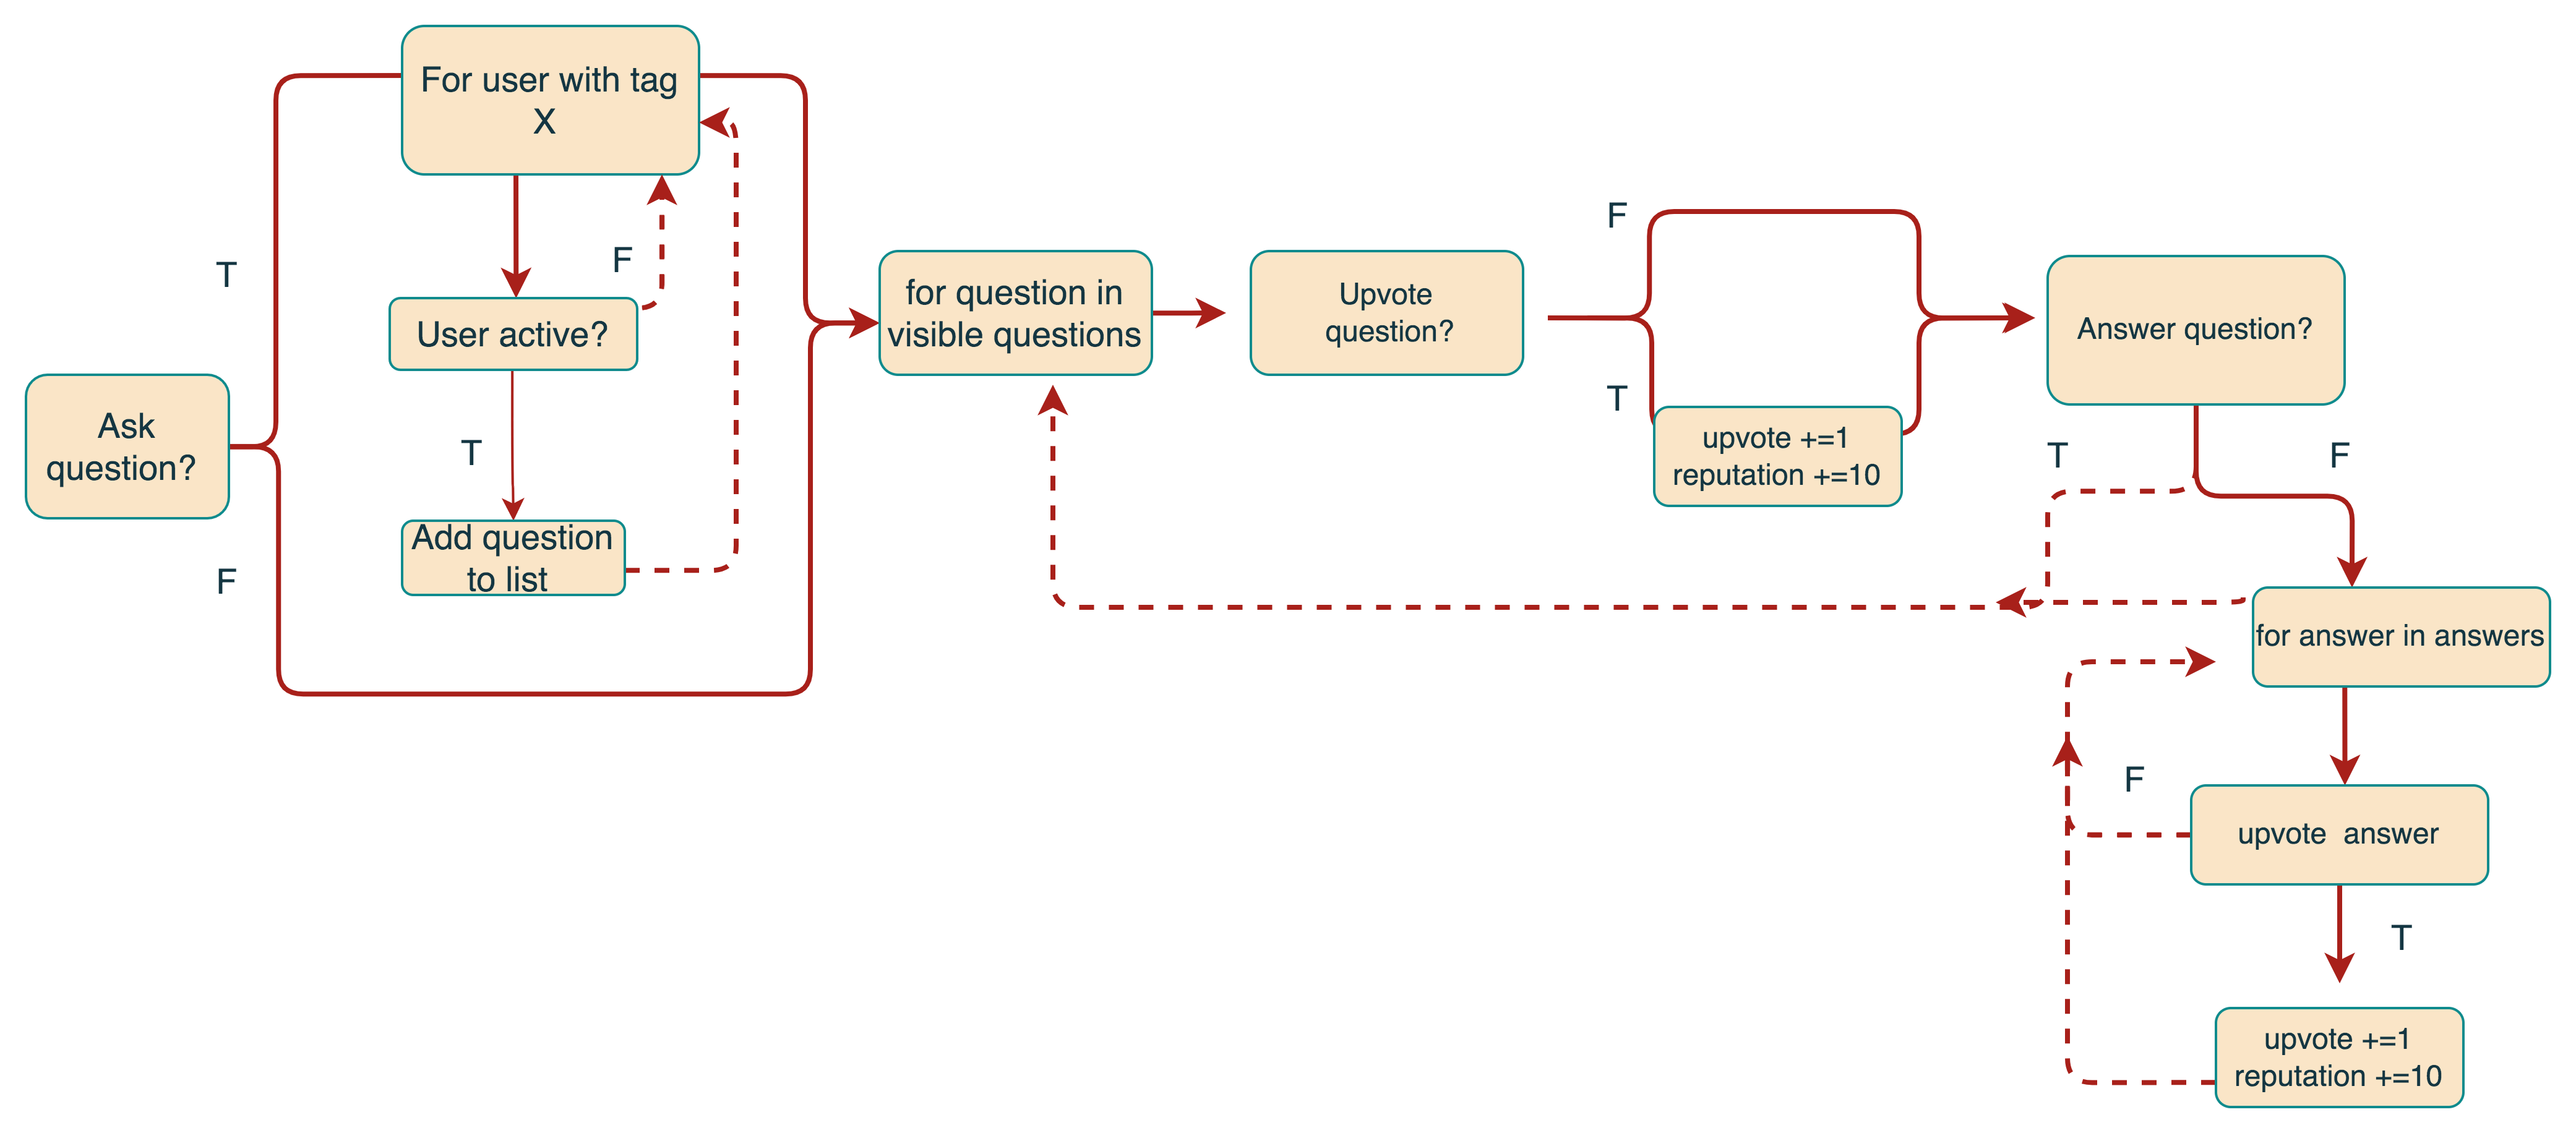 For user with tag
X
T
F
User active?
Ask
question?
T
Add question
to list
F
for question in
visible questions
Upvote
question?
F
T
upvote +=1
reputation +=10
Answer question?
T
F
for answer in answers
F
upvote  answer
T
upvote +=1
reputation +=10